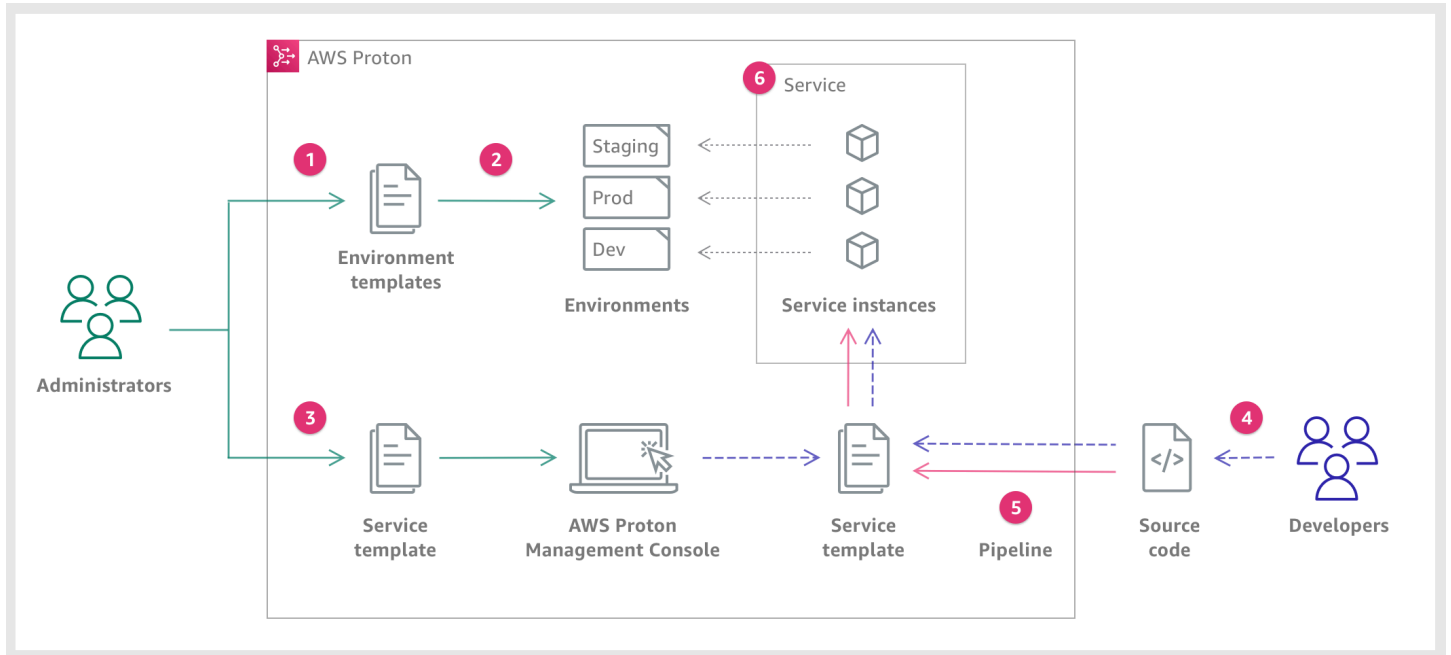 AWS Proton
6
Service
1
2
Staging
Prod
Dev
Environment
templates
Environments
Service instances
Administrators
3
4
</>
5
Service
template
AWS Proton
Management Console
Service
template
Pipeline
Source
code
Developers